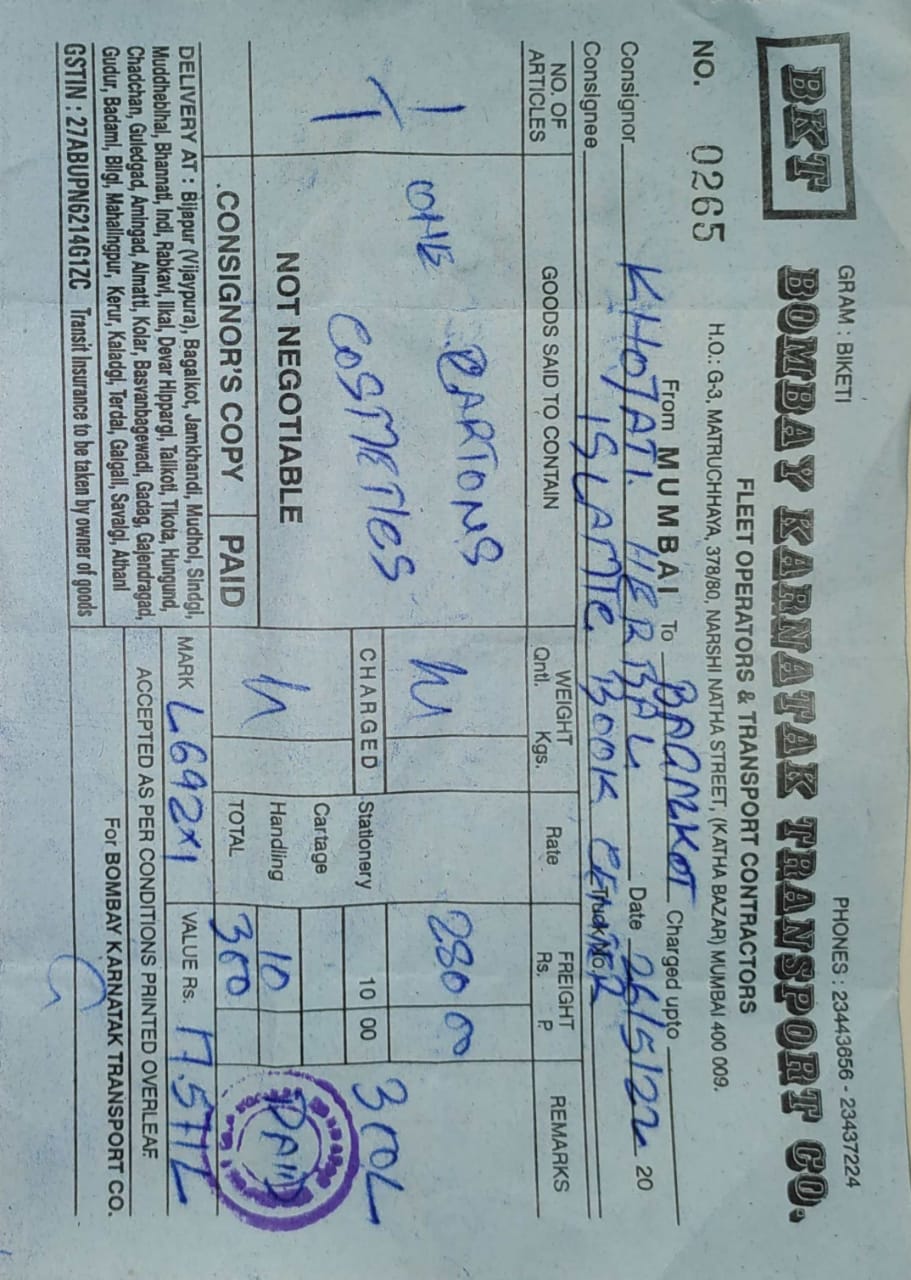 GRAM : BIKETI PHONES : 23443656 - 23437224
BKT BOMBAY KARNATAK TRANSPORT CO.
FLEET OPERATORS & TRANSPORT CONTRACTORS
H.O.: G-3, MATRUCHHAYA, 378/80, NARSHI NATHA STREET, (KATHA BAZAR) MUMBAI 400 009.
NO. 0265 From MUMBAI To BAGALKOT Charged upto
Consignor KHOJATI HERBAL Date 26/5/22 20
Consignee ISLAMIC BOOK CENTER Truck No.
NO. OF ARTICLES GOODS SAID TO CONTAIN WEIGHT Qntl. Kgs. Rate FREIGHT Rs. P. REMARKS
1 ONE CARTONS 280 00
COSMETICS CHARGED Stationery 10 00 300/-
NOT NEGOTIABLE Cartage
Handling 10 PAID
.CONSIGNOR'S COPY PAID TOTAL 300
DELIVERY AT : Bijapur (Vijaypura), Bagalkot, Jamkhandi, Mudhol, Sindgi,
Muddhebihal, Bhannati, Indi, Rabkavi, Ilkal, Devar Hippargi, Talikoti, Tikota, Hungund,
Chadchan, Guledgad, Amingad, Almatti, Kolar, Basvanbagewadi, Gadag, Gajendragad,
Gudur, Badami, Bilgi, Mahalingpur, Kerur, Kaladgi, Terdal, Galgali, Savalgi, Athani
GSTIN : 27ABUPN6214G1ZC Transit Insurance to be taken by owner of goods
MARK L692x1 VALUE Rs. 17.571/-
ACCEPTED AS PER CONDITIONS PRINTED OVERLEAF.
For BOMBAY KARNATAK TRANSPORT CO.